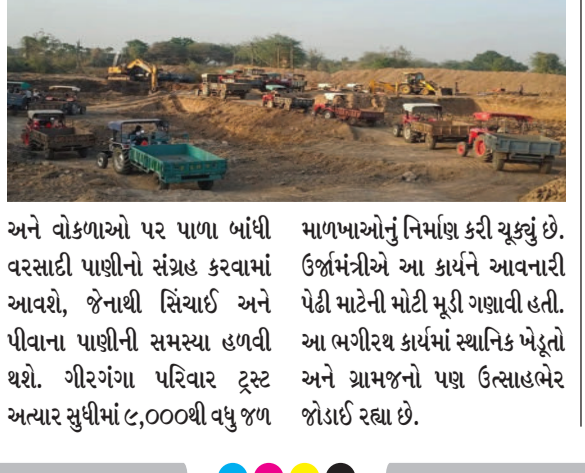 અને વોકળાઓ પર પાળા બાંધી
વરસાદી પાણીનો સંગ્રહ કરવામાં
આવશે, જેનાથી સિંચાઈ અને
પીવાના પાણીની સમસ્યા હળવી
થશે. ગીરગંગા પરિવાર ટ્રસ્ટ
અત્યાર સુધીમાં ૯,૦૦૦થી વધુ જળ
માળખાઓનું નિર્માણ કરી ચૂક્યું છે.
ઉર્જામંત્રીએ આ કાર્યને આવનારી
પેઢી માટેની મોટી મૂડી ગણાવી હતી.
આ ભગીરથ કાર્યમાં સ્થાનિક ખેડૂતો
અને ગ્રામજનો પણ ઉત્સાહભેર
જોડાઈ રહ્યા છે.